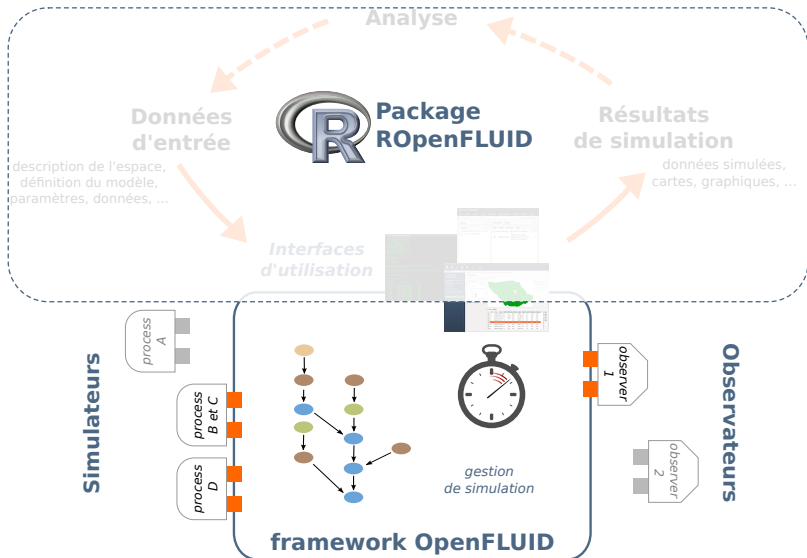 Analyse
Données
d'entrée
description de l'espace,
définition du modèle,
paramètres, données, ...
R
Package
ROpenFLUID
Résultats
de simulation
données simulées,
cartes, graphiques, ...
Interfaces
d'utilisation
Simulateurs
process
A
process
B et C
process
D
gestion
de simulation
framework OpenFLUID
observer
1
observer
2
Observateurs